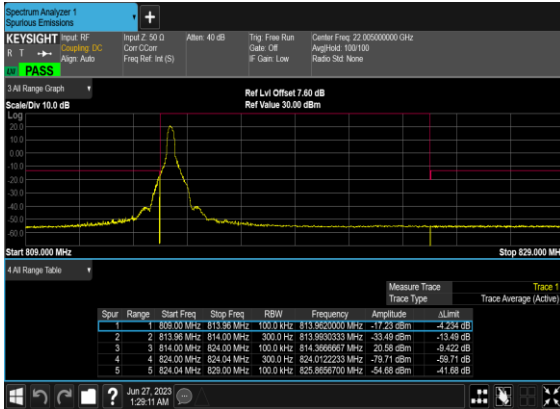 Spectrum Analyzer 1
Spurious Emissions
+
KEYSIGHT Input: RF Input Z: 50 Ω Atten: 40 dB Trig: Free Run Center Freq: 22.005000000 GHz
R T Coupling: DC Corr CCorr Gate: Off Avg|Hold: 100/100
Align: Auto Freq Ref: Int (S) IF Gain: Low Radio Std: None
PASS
3 All Range Graph
Ref Lvl Offset 7.60 dB
Scale/Div 10.0 dB Ref Value 30.00 dBm
Log
20.0
10.0
0.00
-10.0
-20.0
-30.0
-40.0
-50.0
-60.0
Start 809.000 MHz Stop 829.000 MH
4 All Range Table
Measure Trace Trace 1
Trace Type Trace Average (Active)
Spur Range Start Freq Stop Freq RBW Frequency Amplitude ΔLimit
1 1 809.00 MHz 813.96 MHz 100.0 kHz 813.9620000 MHz -17.23 dBm -4.234 dB
2 2 813.96 MHz 814.00 MHz 300.0 Hz 813.9930333 MHz -33.49 dBm -13.49 dB
3 3 814.00 MHz 824.00 MHz 100.0 kHz 814.3666667 MHz 20.58 dBm -9.422 dB
4 4 824.00 MHz 824.04 MHz 300.0 Hz 824.0122233 MHz -79.71 dBm -59.71 dB
5 5 824.04 MHz 829.00 MHz 100.0 kHz 825.8656700 MHz -54.68 dBm -41.68 dB
? Jun 27, 2023
1:29:11 AM